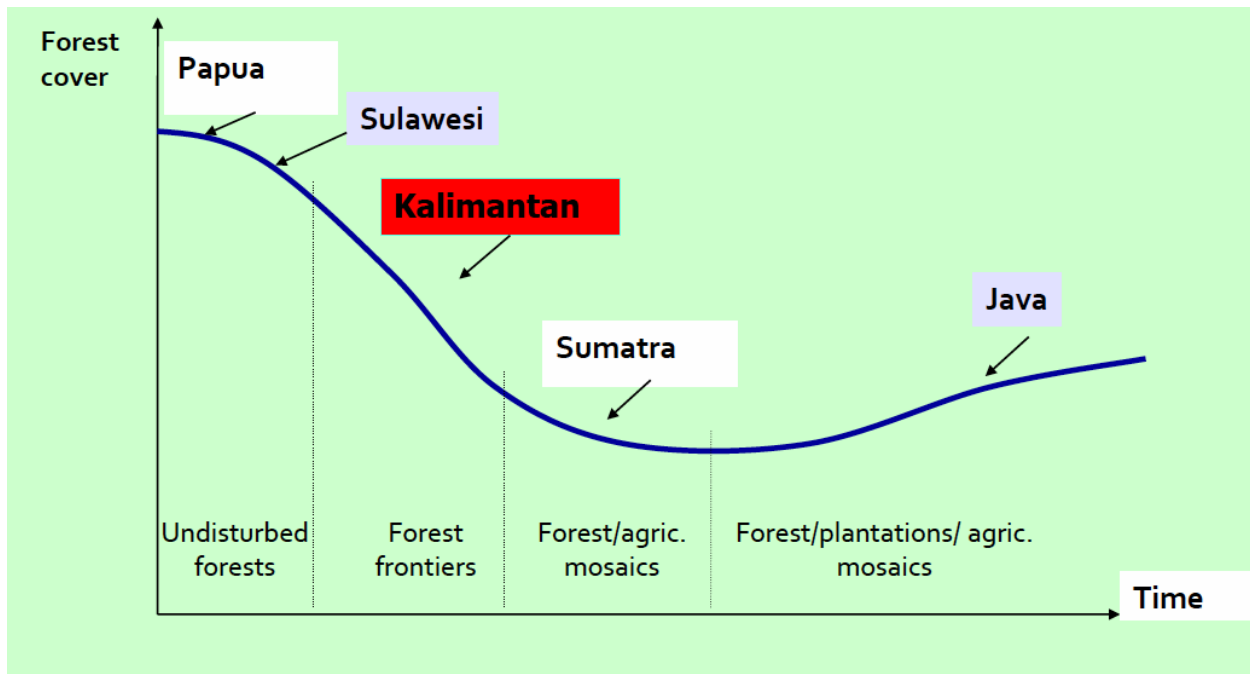 Forest
cover
Papua
Sulawesi
Kalimantan
Java
Sumatra
Undisturbed
forests
Forest
frontiers
Forest/agric.
mosaics
Forest/plantations/ agric.
mosaics
Time